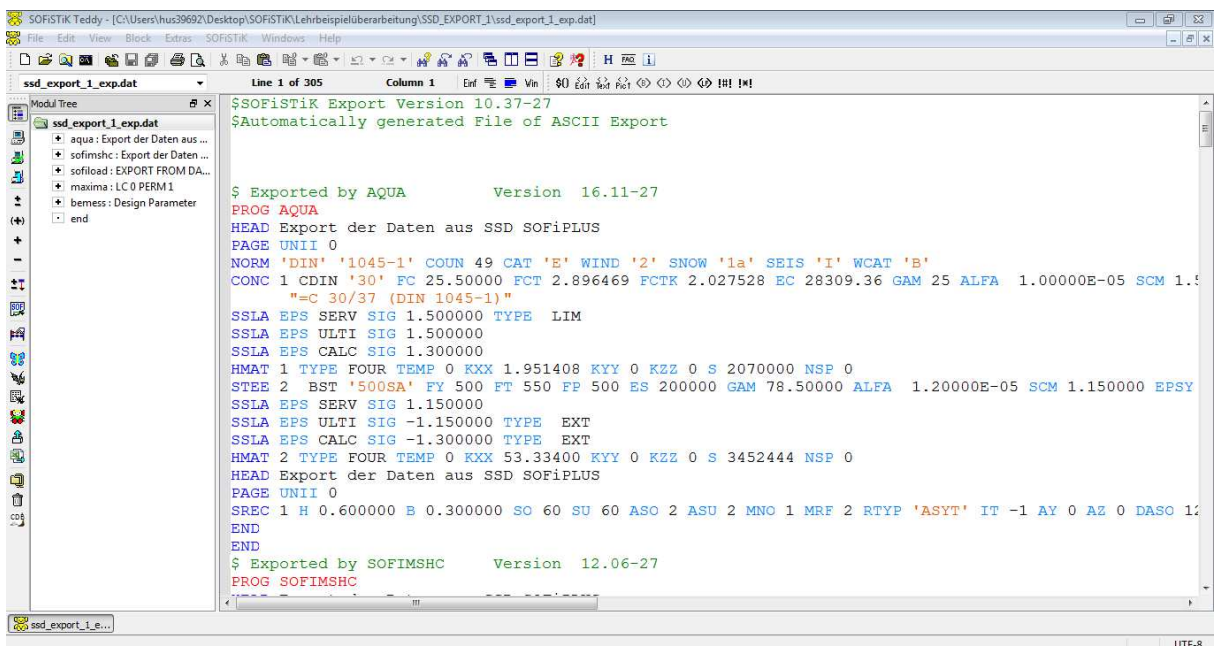 SOFiSTiK Teddy - [C:\Users\hus39692\Desktop\SOFiSTiK\Lehrbeispielüberarbeitung\SSD_EXPORT_1\ssd_export_1_exp.dat]
File Edit View Block Extras SOFiSTiK Windows Help
H FAQ i
ssd_export_1_exp.dat Line 1 of 305 Column 1 Einf Vin $() Edit Text Pict (0) (1) (0) (0) !#! !×!
Modul Tree
ssd_export_1_exp.dat
aqua : Export der Daten aus ...
sofimshc : Export der Daten ...
sofiload : EXPORT FROM DA...
maxima : LC 0 PERM 1
bemess : Design Parameter
end
SOF
CDB
$SOFiSTiK Export Version 10.37-27
$Automatically generated File of ASCII Export
$ Exported by AQUA Version 16.11-27
PROG AQUA
HEAD Export der Daten aus SSD SOFiPLUS
PAGE UNII 0
NORM 'DIN' '1045-1' COUN 49 CAT 'E' WIND '2' SNOW '1a' SEIS 'I' WCAT 'B'
CONC 1 CDIN '30' FC 25.50000 FCT 2.896469 FCTK 2.027528 EC 28309.36 GAM 25 ALFA 1.00000E-05 SCM 1.5
"=C 30/37 (DIN 1045-1)"
SSLA EPS SERV SIG 1.500000 TYPE LIM
SSLA EPS ULTI SIG 1.500000
SSLA EPS CALC SIG 1.300000
HMAT 1 TYPE FOUR TEMP 0 KXX 1.951408 KYY 0 KZZ 0 S 2070000 NSP 0
STEE 2 BST '500SA' FY 500 FT 550 FP 500 ES 200000 GAM 78.50000 ALFA 1.20000E-05 SCM 1.150000 EPSY
SSLA EPS SERV SIG 1.150000
SSLA EPS ULTI SIG -1.150000 TYPE EXT
SSLA EPS CALC SIG -1.300000 TYPE EXT
HMAT 2 TYPE FOUR TEMP 0 KXX 53.33400 KYY 0 KZZ 0 S 3452444 NSP 0
HEAD Export der Daten aus SSD SOFiPLUS
PAGE UNII 0
SREC 1 H 0.600000 B 0.300000 SO 60 SU 60 ASO 2 ASU 2 MNO 1 MRF 2 RTYP 'ASYT' IT -1 AY 0 AZ 0 DASO 12
END
END
$ Exported by SOFIMSHC Version 12.06-27
PROG SOFIMSHC
ssd_export_1_e...
UTF-8